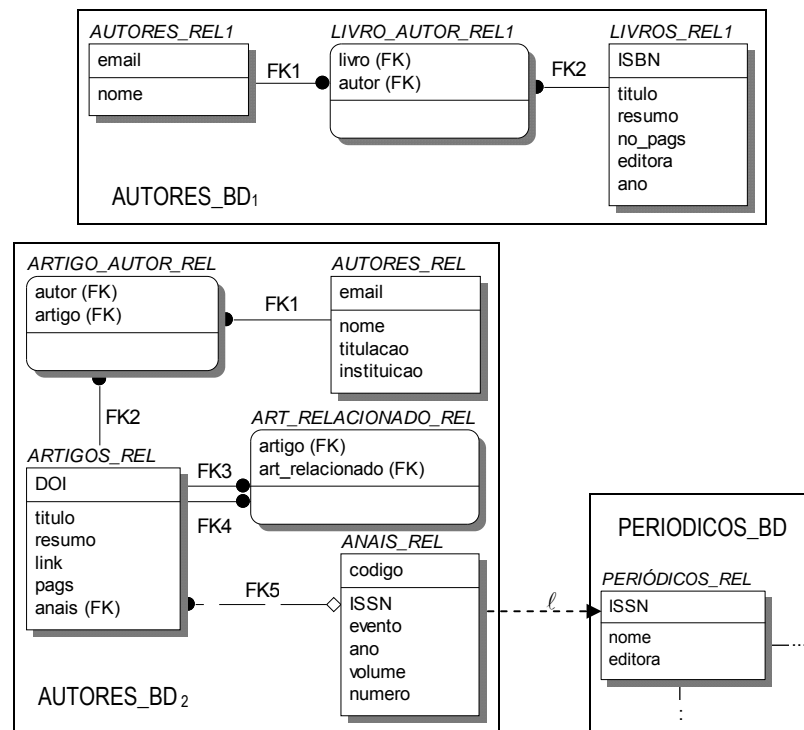 AUTORES_REL1
email
nome
FK1
LIVRO_AUTOR_REL1
livro (FK)
autor (FK)
FK2
LIVROS_REL1
ISBN
titulo
resumo
no_pags
editora
ano
AUTORES_BD1
ARTIGO_AUTOR_REL
autor (FK)
artigo (FK)
FK1
AUTORES_REL
email
nome
titulacao
instituicao
FK2
ART_RELACIONADO_REL
artigo (FK)
art_relacionado (FK)
ARTIGOS_REL
DOI
titulo
resumo
link
pags
anais (FK)
FK3
FK4
FK5
ANAIS_REL
codigo
ISSN
evento
ano
volume
numero
AUTORES_BD 2
ℓ
PERIODICOS_BD
PERIÓDICOS_REL
ISSN
nome
editora